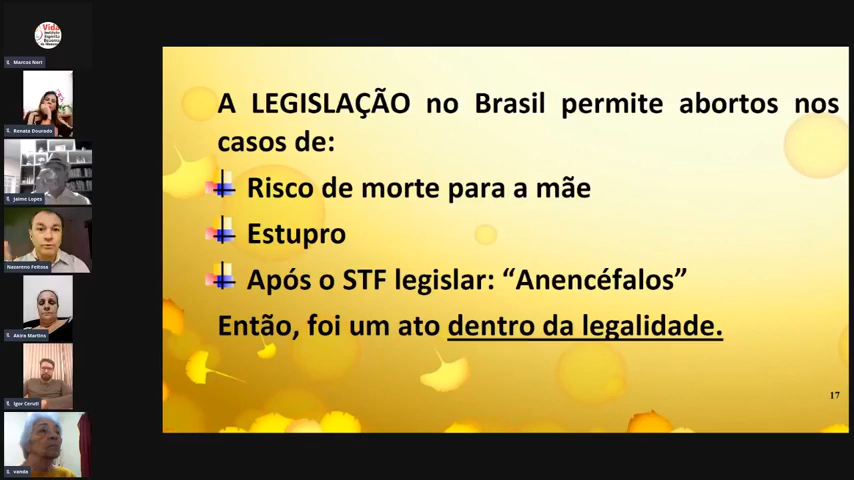 Vida
Marcos Neri
Renata Dourado
Jaime Lopes
Nazareno Feitosa
Akira Martins
Igor Ceruti
vanda
A LEGISLAÇÃO no Brasil permite abortos nos
casos de:
Risco de morte para a mãe
Estupro
Após o STF legislar: “Anencéfalos”
Então, foi um ato dentro da legalidade.
17